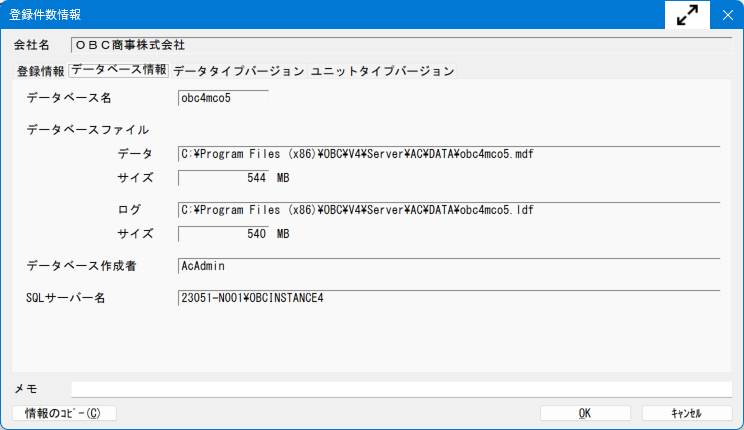 登録件数情報
会社名 ＯＢＣ商事株式会社
登録情報 データベース情報 データタイプバージョン ユニットタイプバージョン
データベース名 obc4mco5
データベースファイル
データ C:¥Program Files (x86)¥OBC¥V4¥Server¥AC¥DATA¥obc4mco5.mdf
サイズ 544 MB
ログ C:¥Program Files (x86)¥OBC¥V4¥Server¥AC¥DATA¥obc4mco5.ldf
サイズ 540 MB
データベース作成者 AcAdmin
SQLサーバー名 23051-N001¥OBCINSTANCE4
メモ
情報のｺﾋﾟｰ(C) OK ｷｬﾝｾﾙ